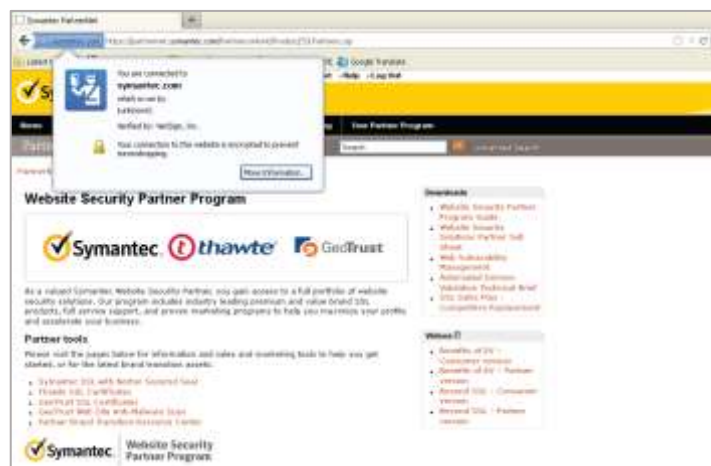 Symantec PartnerNet
You are connected to
symantec.com
which is run by
(unknown)
Verified by: VeriSign, Inc.
Your connection to this website is encrypted to prevent
eavesdropping.
More Information...
Google Translate
Help Log Out
Home
Your Partner Program
Search
Advanced Search
Website Security Partner Program
Symantec. thawte GeoTrust
As a valued Symantec Website Security Partner, you gain access to a full portfolio of website
security solutions. Our program includes industry leading premium and value brand SSL
products, full service support, and proven marketing programs to help you maximize your profits
and accelerate your business.
Partner tools
Please visit the pages below for information and sales and marketing tools to help you get
started, or for the latest brand transition assets.
Symantec SSL with Norton Secured Seal
Thawte SSL Certificates
GeoTrust SSL Certificates
GeoTrust Web Site Anti-Malware Scan
Partner Brand Transition Resource Center
Symantec. Website Security
Partner Program
Downloads
Website Security Partner
Program Guide
Website Security
Solutions Partner Sell
Sheet
Web Vulnerability
Management
Validation Technical Brief
SSL Sales Play -
Competitive Replacement
Videos
Benefits of EV -
Consumer version
Benefits of EV - Partner
version
Beyond SSL - Consumer
version
Beyond SSL - Partner
version